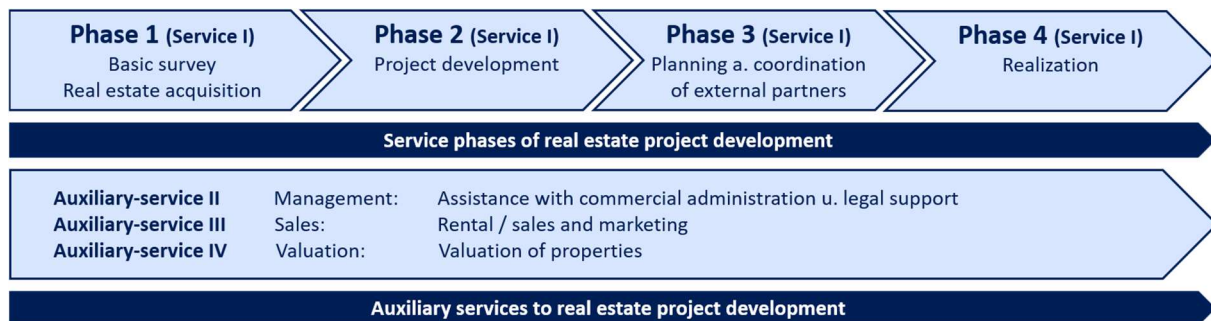 Phase 1 (Service I)
Basic survey
Real estate acquisition
Phase 2 (Service I)
Project development
Phase 3 (Service I)
Planning a. coordination
of external partners
Phase 4 (Service I)
Realization
Service phases of real estate project development
Auxiliary-service II Management: Assistance with commercial administration u. legal support
Auxiliary-service III Sales: Rental / sales and marketing
Auxiliary-service IV Valuation: Valuation of properties
Auxiliary services to real estate project development